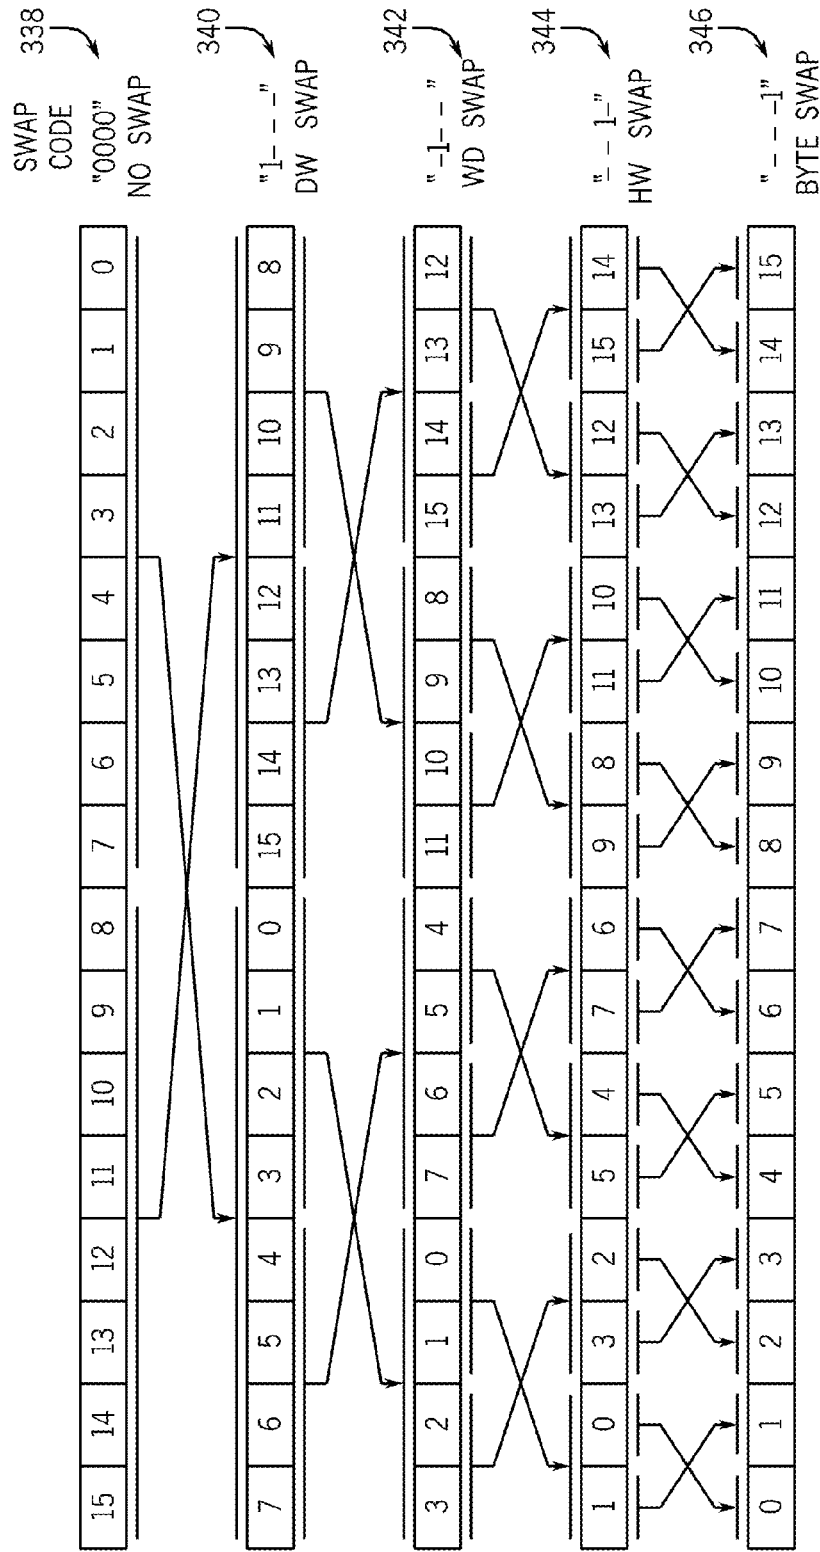 SWAP
CODE 338
15 14 13 12 11 10 9 8 7 6 5 4 3 2 1 0 "0000"
NO SWAP
340
7 6 5 4 3 2 1 0 15 14 13 12 11 10 9 8 "1- - -"
DW SWAP
342
3 2 1 0 7 6 5 4 11 10 9 8 15 14 13 12 "-1- -"
WD SWAP
344
1 0 3 2 5 4 7 6 9 8 11 10 13 12 15 14 "- - 1-"
HW SWAP
346
0 1 2 3 4 5 6 7 8 9 10 11 12 13 14 15 "- - -1"
BYTE SWAP